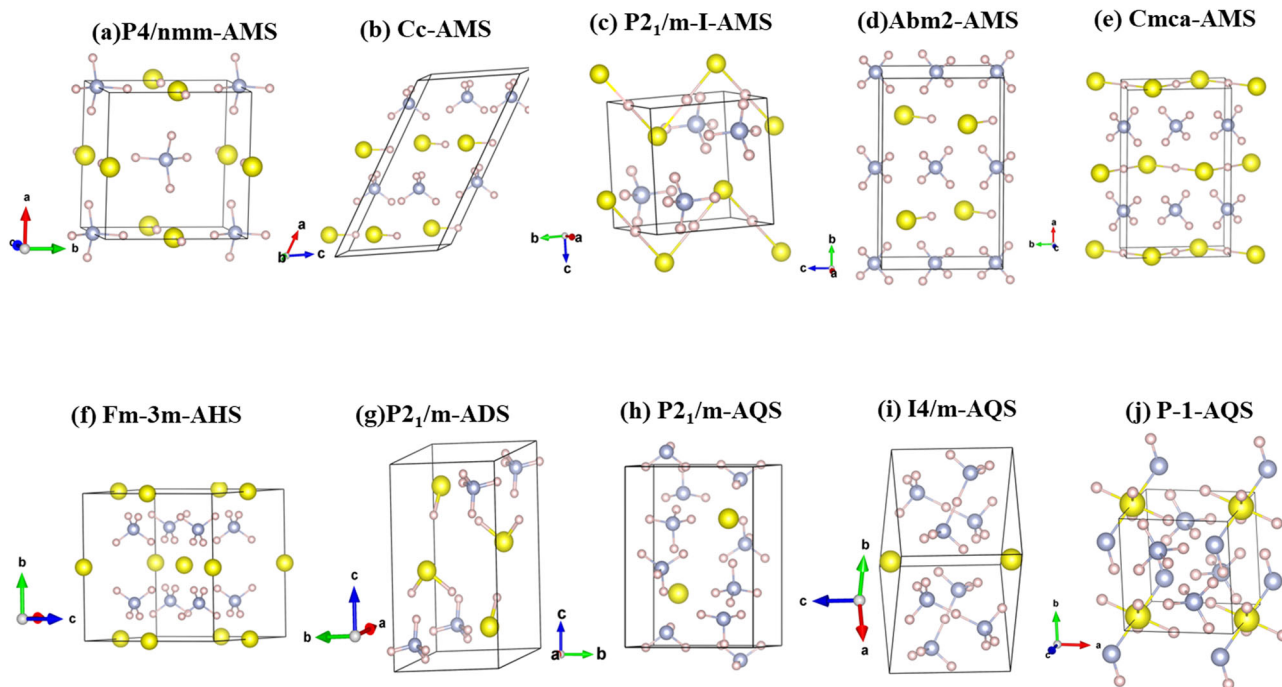 (a)P4/nmm-AMS
(b) Cc-AMS
(c) P2₁/m-I-AMS
(d)Abm2-AMS
(e) Cmca-AMS
a
c
b
a
b
c
b
a
c
b
c
a
a
b
c
(f) Fm-3m-AHS
(g)P2₁/m-ADS
(h) P2₁/m-AQS
(i) I4/m-AQS
(j) P-1-AQS
b
c
c
a
b
c
a
b
b
c
a
b
c
a